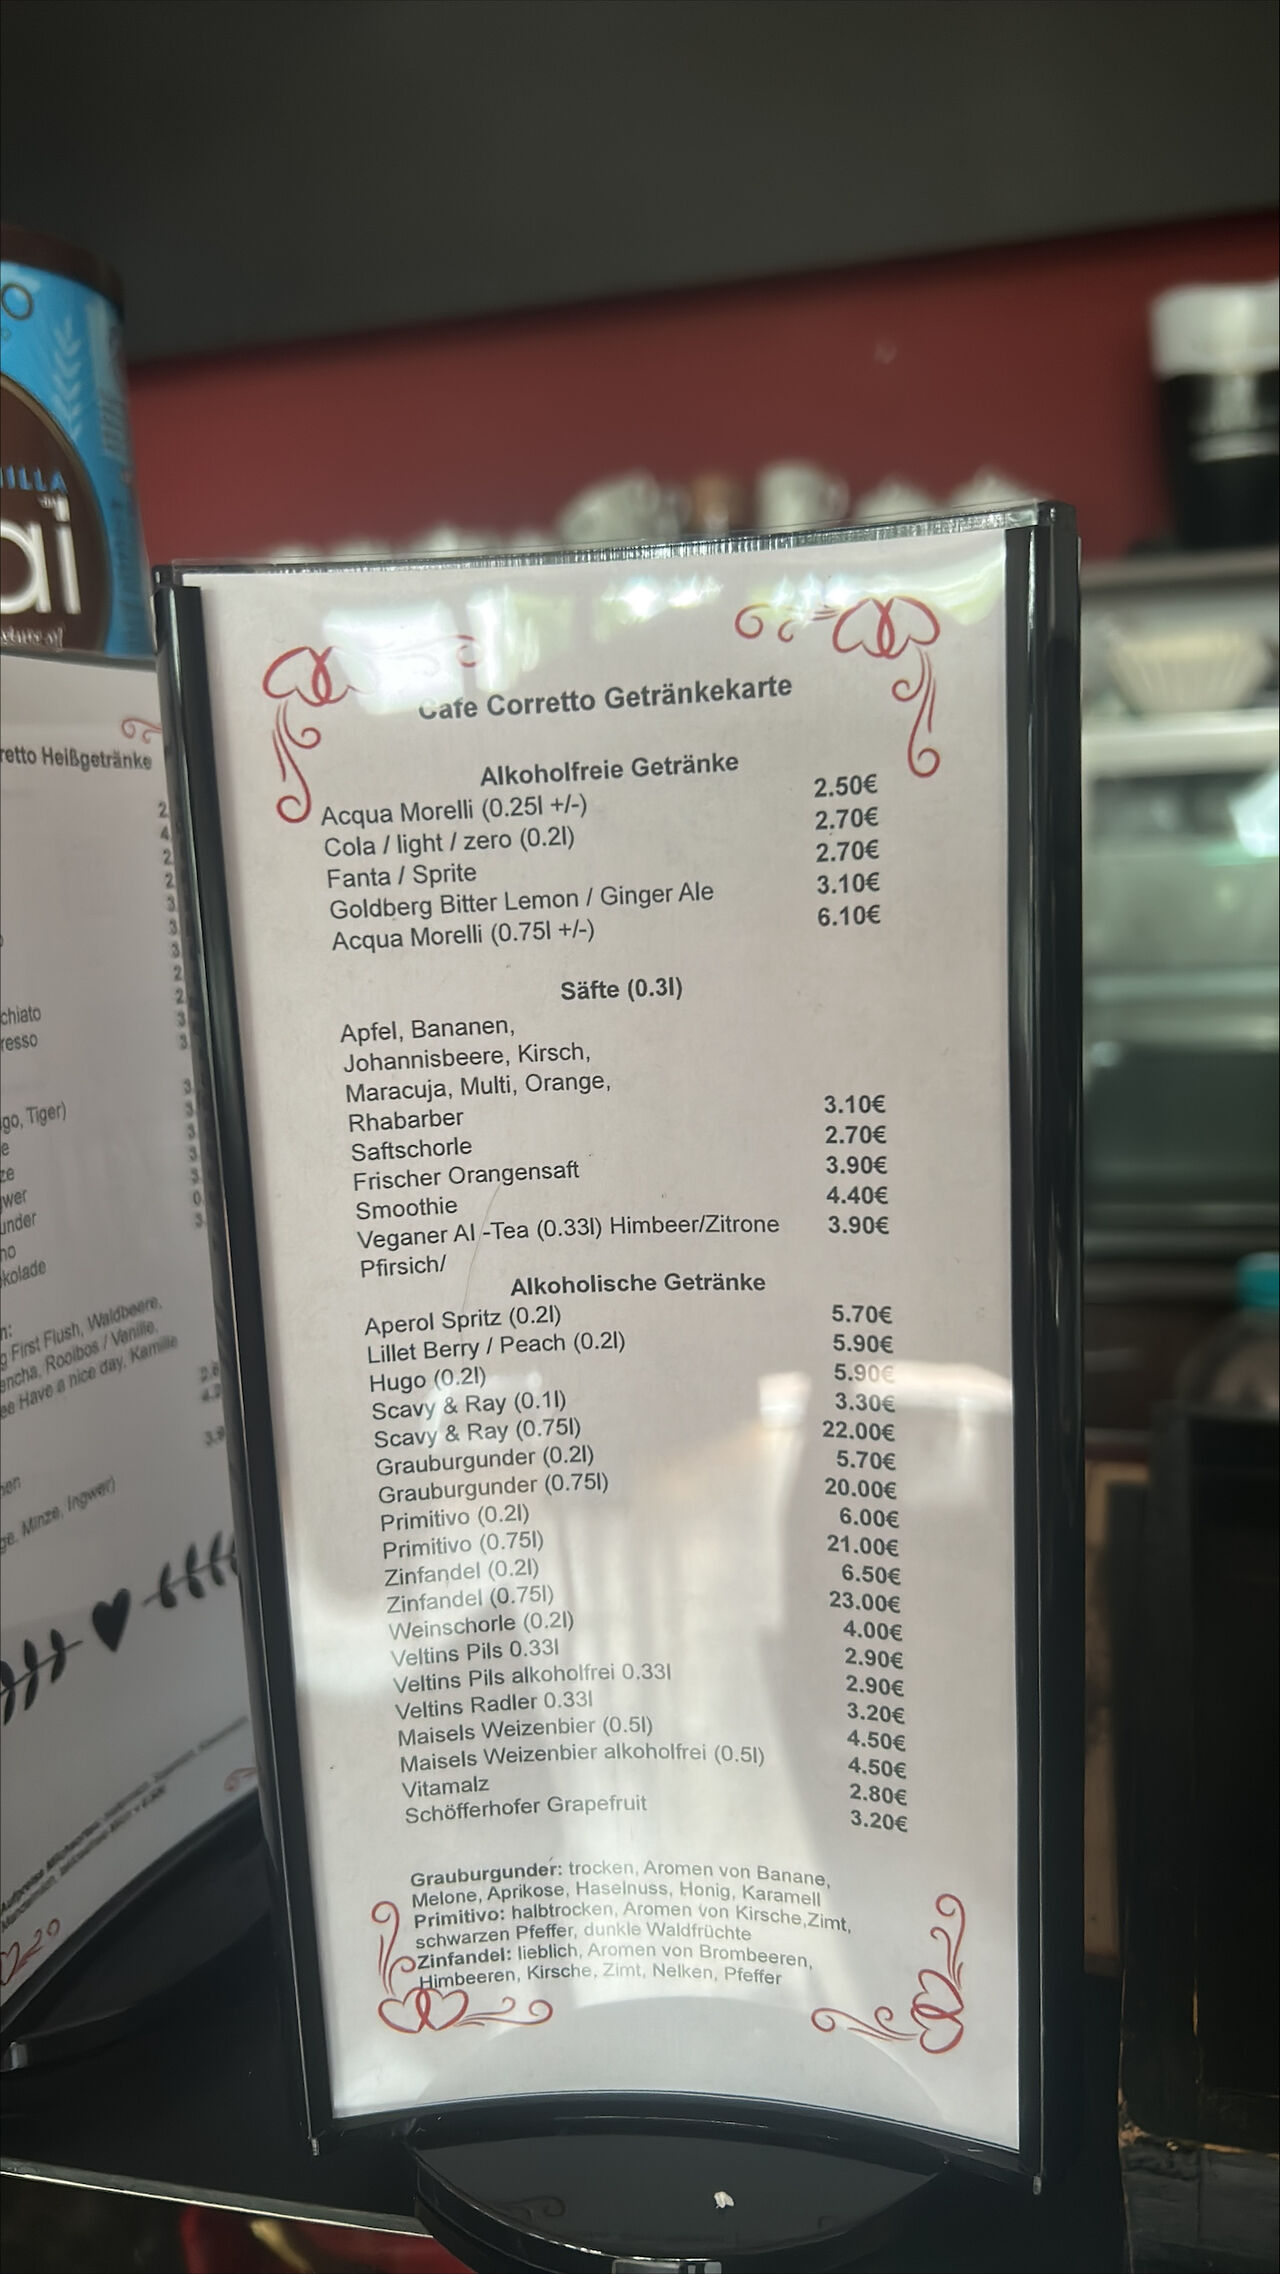 ILLA
ai
retto Heißgetränke
chiato
resso
go, Tiger)
e
ze
wer
under
no
kolade
n:
g First Flush, Waldbeere,
encha, Rooibos / Vanille,
ee Have a nice day, Kamille
ge, Minze, Ingwer)
Cafe Corretto Getränkekarte
Alkoholfreie Getränke
Acqua Morelli (0.25l +/-) 2.50€
Cola / light / zero (0.2l) 2.70€
Fanta / Sprite 2.70€
Goldberg Bitter Lemon / Ginger Ale 3.10€
Acqua Morelli (0.75l +/-) 6.10€
Säfte (0.3l)
Apfel, Bananen,
Johannisbeere, Kirsch,
Maracuja, Multi, Orange,
Rhabarber 3.10€
Saftschorle 2.70€
Frischer Orangensaft 3.90€
Smoothie 4.40€
Veganer AI -Tea (0.33l) Himbeer/Zitrone 3.90€
Pfirsich/
Alkoholische Getränke
Aperol Spritz (0.2l) 5.70€
Lillet Berry / Peach (0.2l) 5.90€
Hugo (0.2l) 5.90€
Scavy & Ray (0.1l) 3.30€
Scavy & Ray (0.75l) 22.00€
Grauburgunder (0.2l) 5.70€
Grauburgunder (0.75l) 20.00€
Primitivo (0.2l) 6.00€
Primitivo (0.75l) 21.00€
Zinfandel (0.2l) 6.50€
Zinfandel (0.75l) 23.00€
Weinschorle (0.2l) 4.00€
Veltins Pils 0.33l 2.90€
Veltins Pils alkoholfrei 0.33l 2.90€
Veltins Radler 0.33l 3.20€
Maisels Weizenbier (0.5l) 4.50€
Maisels Weizenbier alkoholfrei (0.5l) 4.50€
Vitamalz 2.80€
Schöfferhofer Grapefruit 3.20€
Grauburgunder: trocken, Aromen von Banane,
Melone, Aprikose, Haselnuss, Honig, Karamell
Primitivo: halbtrocken, Aromen von Kirsche,Zimt,
schwarzen Pfeffer, dunkle Waldfrüchte
Zinfandel: lieblich, Aromen von Brombeeren,
Himbeeren, Kirsche, Zimt, Nelken, Pfeffer